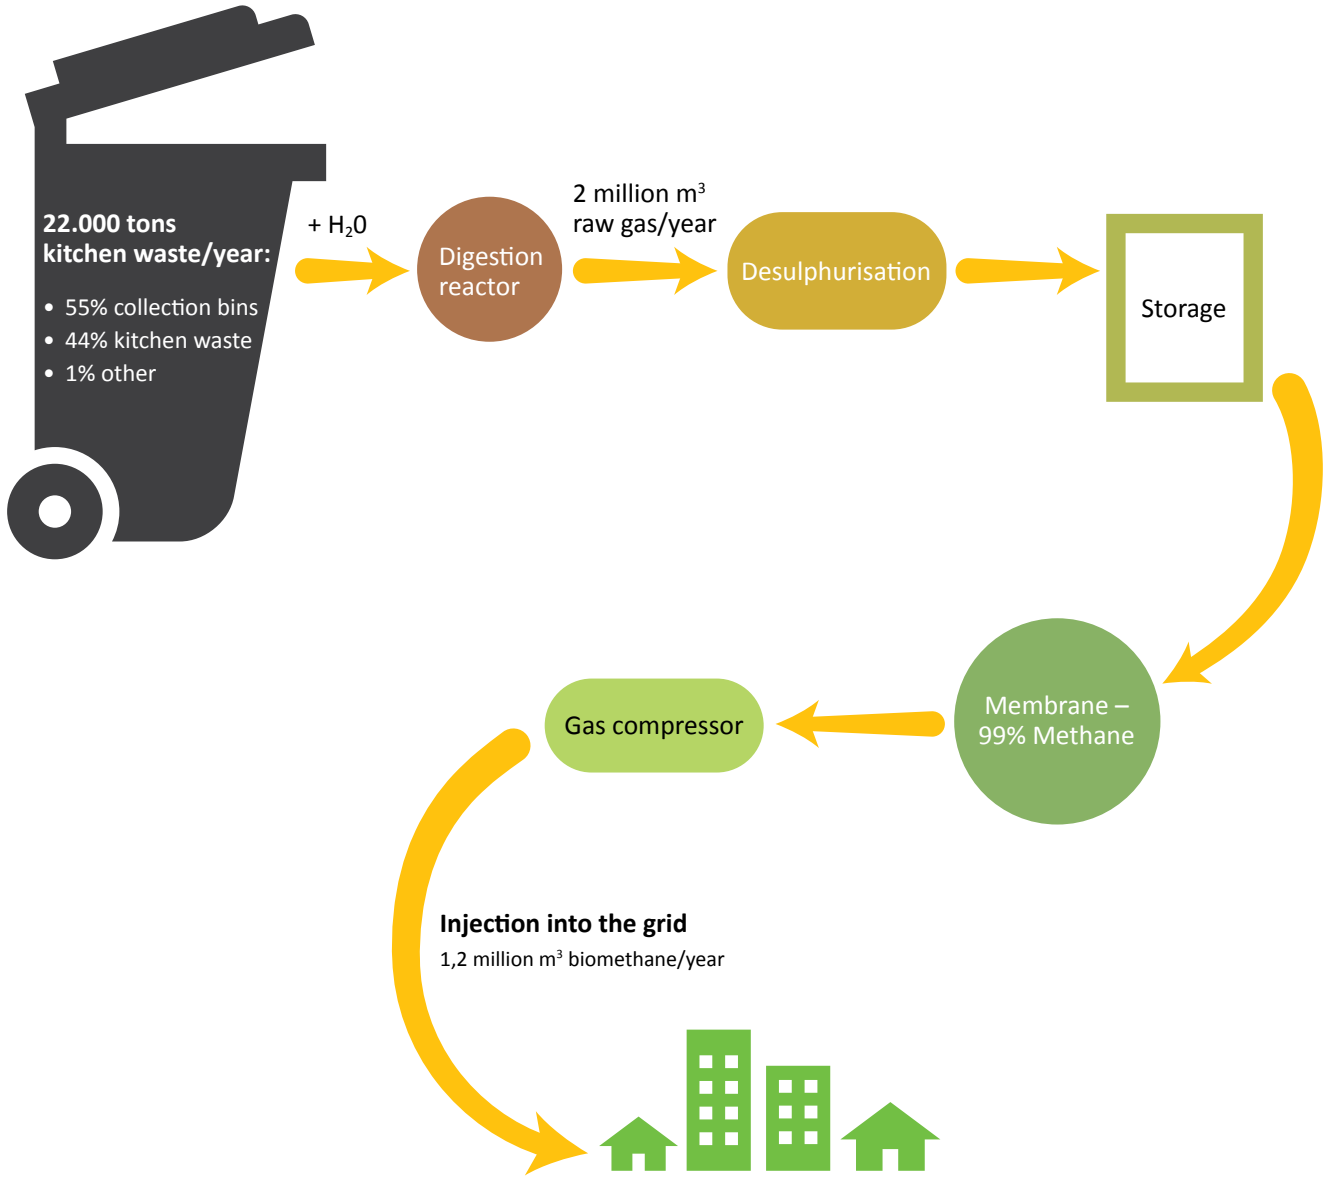 22.000 tons
kitchen waste/year:
• 55% collection bins
• 44% kitchen waste
• 1% other
+ H₂0
Digestion
reactor
2 million m³
raw gas/year
Desulphurisation
Storage
Membrane –
99% Methane
Gas compressor
Injection into the grid
1,2 million m³ biomethane/year